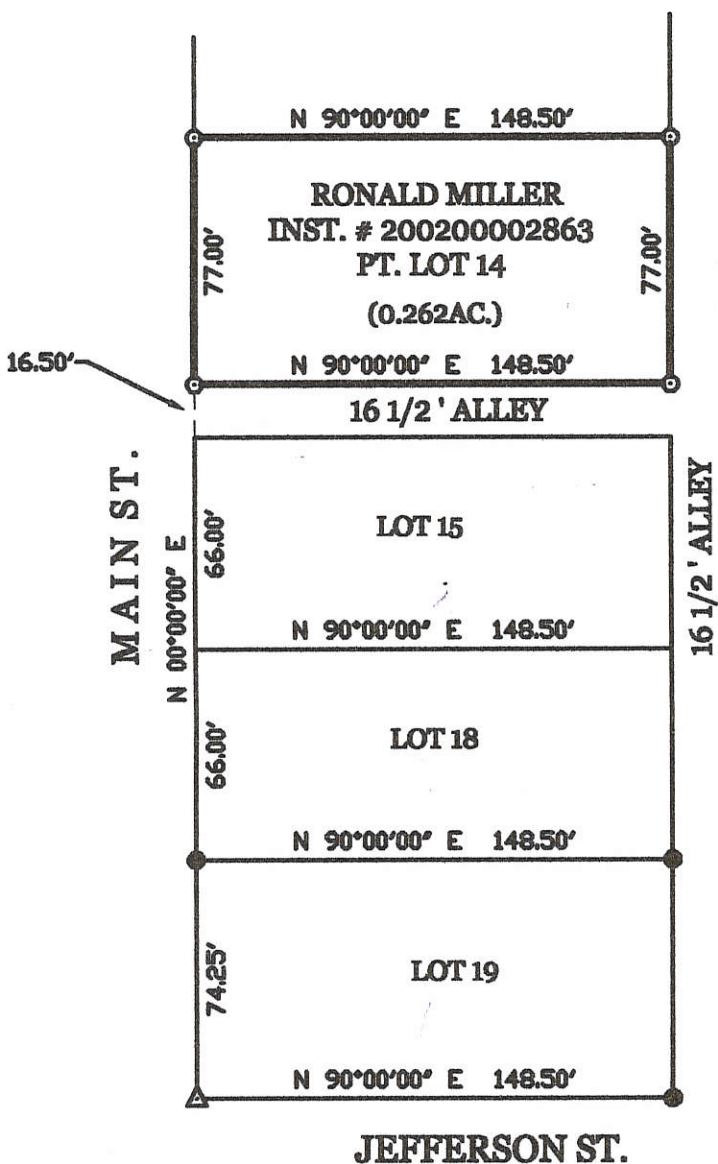 N 90°00'00" E 148.50'
RONALD MILLER
INST. # 200200002863
PT. LOT 14
(0.262AC.)
77.00'
77.00'
N 90°00'00" E 148.50'
16.50'
16 1/2 ' ALLEY
MAIN ST.
N 00°00'00" E
66.00'
LOT 15
16 1/2 ' ALLEY
N 90°00'00" E 148.50'
66.00'
LOT 18
N 90°00'00" E 148.50'
74.25'
LOT 19
N 90°00'00" E 148.50'
JEFFERSON ST.